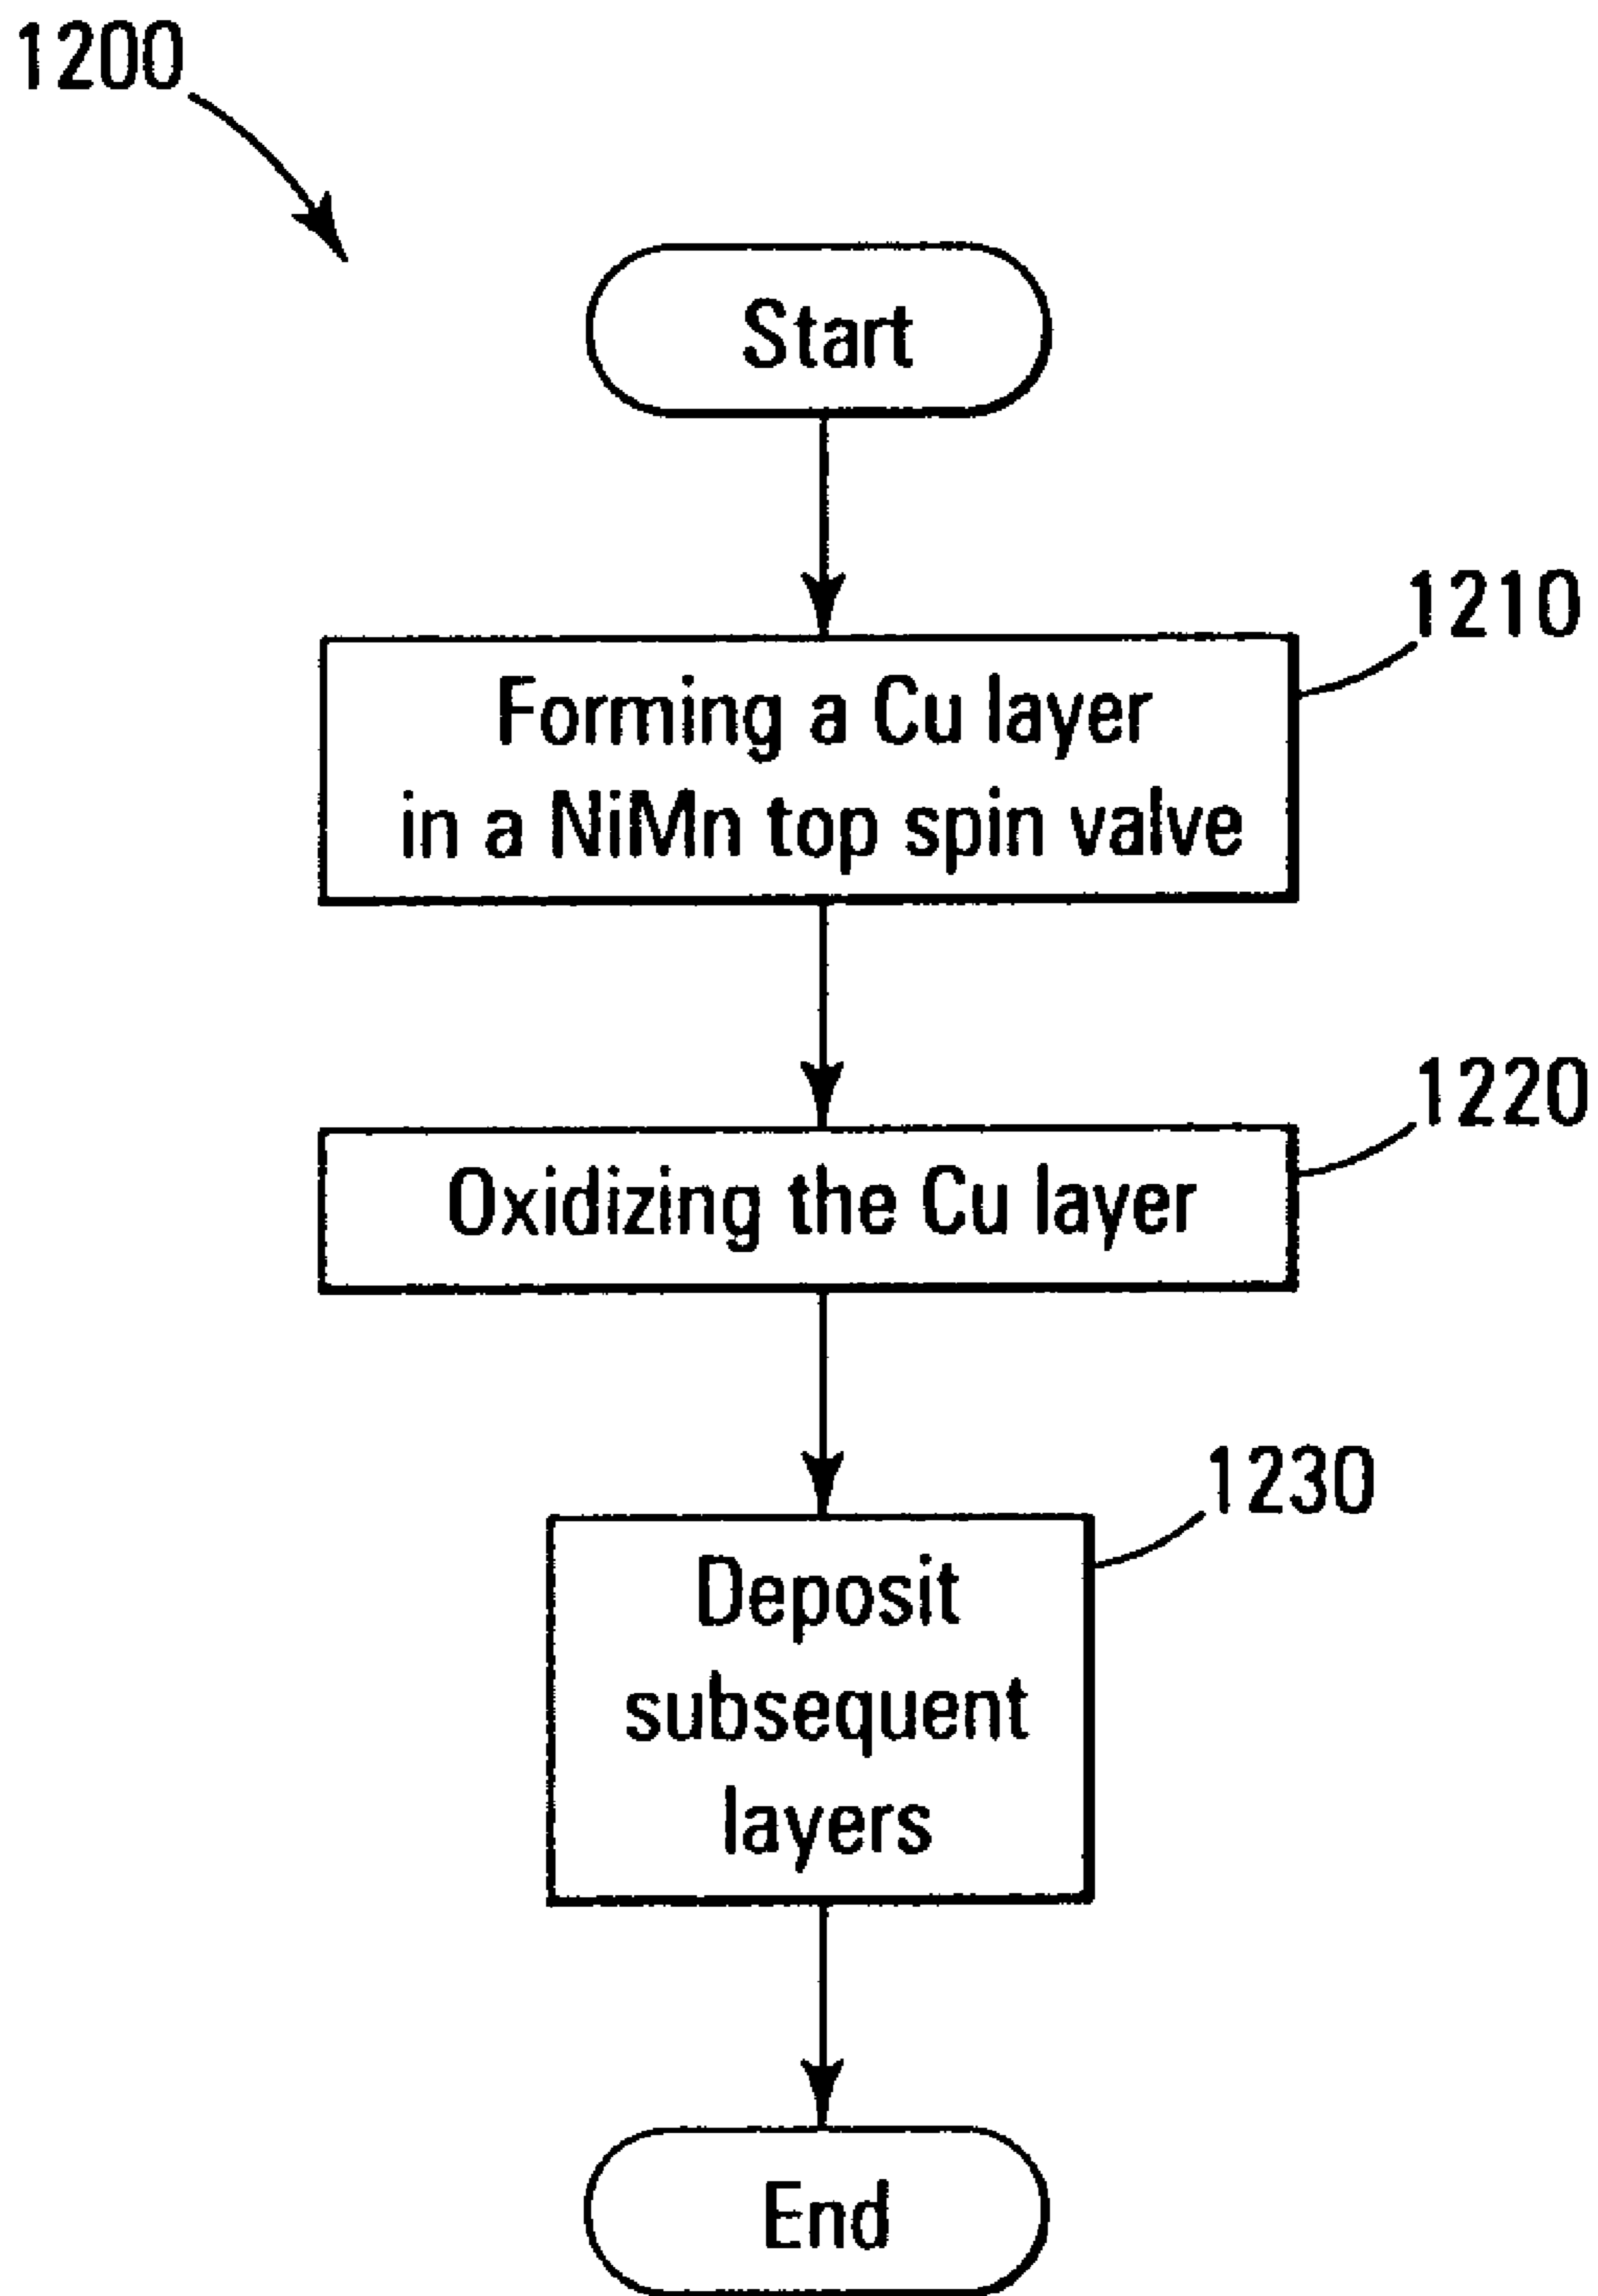 1200
Start
1210
Forming a Cu layer
in a NiMn top spin valve
1220
Oxidizing the Cu layer
1230
Deposit
subsequent
layers
End